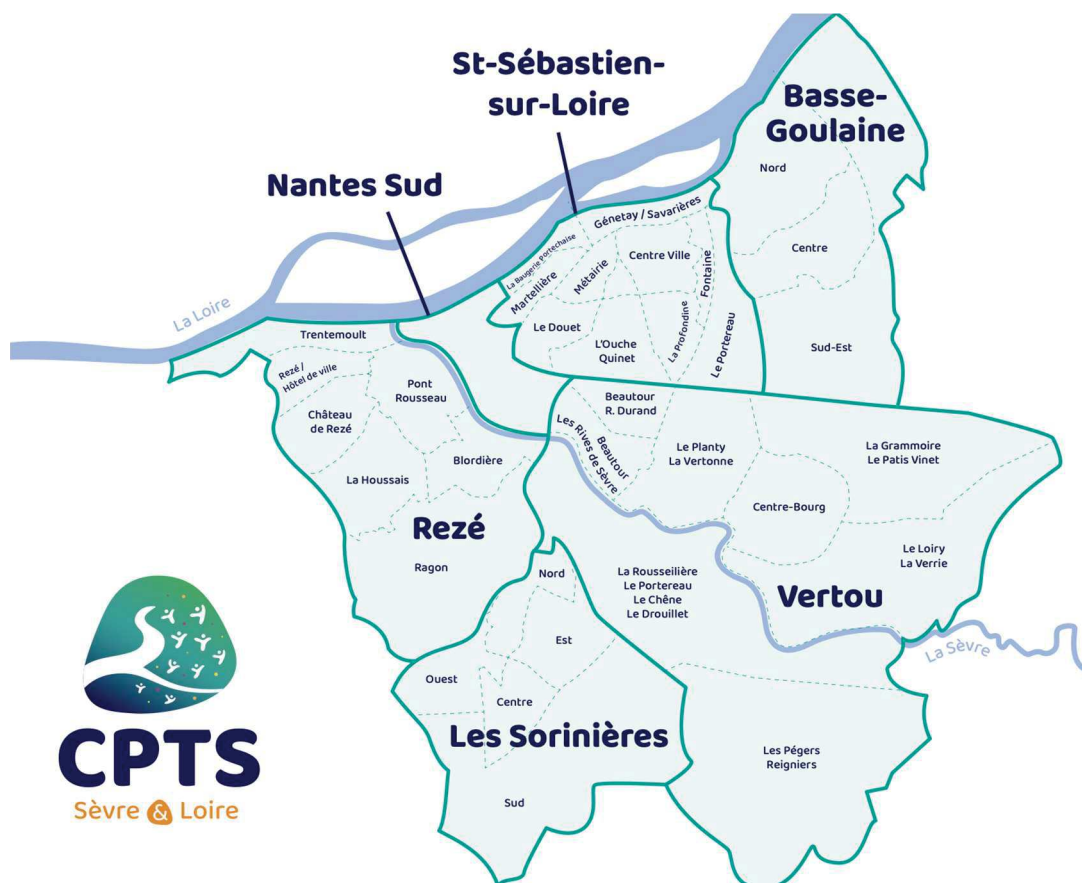 St-Sébastien-
sur-Loire
Basse-
Goulaine
Nantes Sud
Nord
Génetay / Savarières
La Baugerie Portechaise
Centre Ville
Centre
Métairie
Martellière
Fontaine
La Loire
Le Douet
La Profondine
Le Portereau
L'Ouche
Quinet
Sud-Est
Trentemoult
Rezé /
Hôtel de ville
Pont
Rousseau
Beautour
R. Durand
Château
de Rezé
Les Rives de Sèvre
Beautour
Le Planty
La Vertonne
La Grammoire
Le Patis Vinet
Blordière
La Houssais
Centre-Bourg
Rezé
Ragon
Le Loiry
La Verrie
Nord
La Rousseilière
Le Portereau
Le Chêne
Le Drouillet
Vertou
Est
La Sèvre
Ouest
Centre
Les Sorinières
Les Pégers
Reigniers
Sud
CPTS
Sèvre & Loire